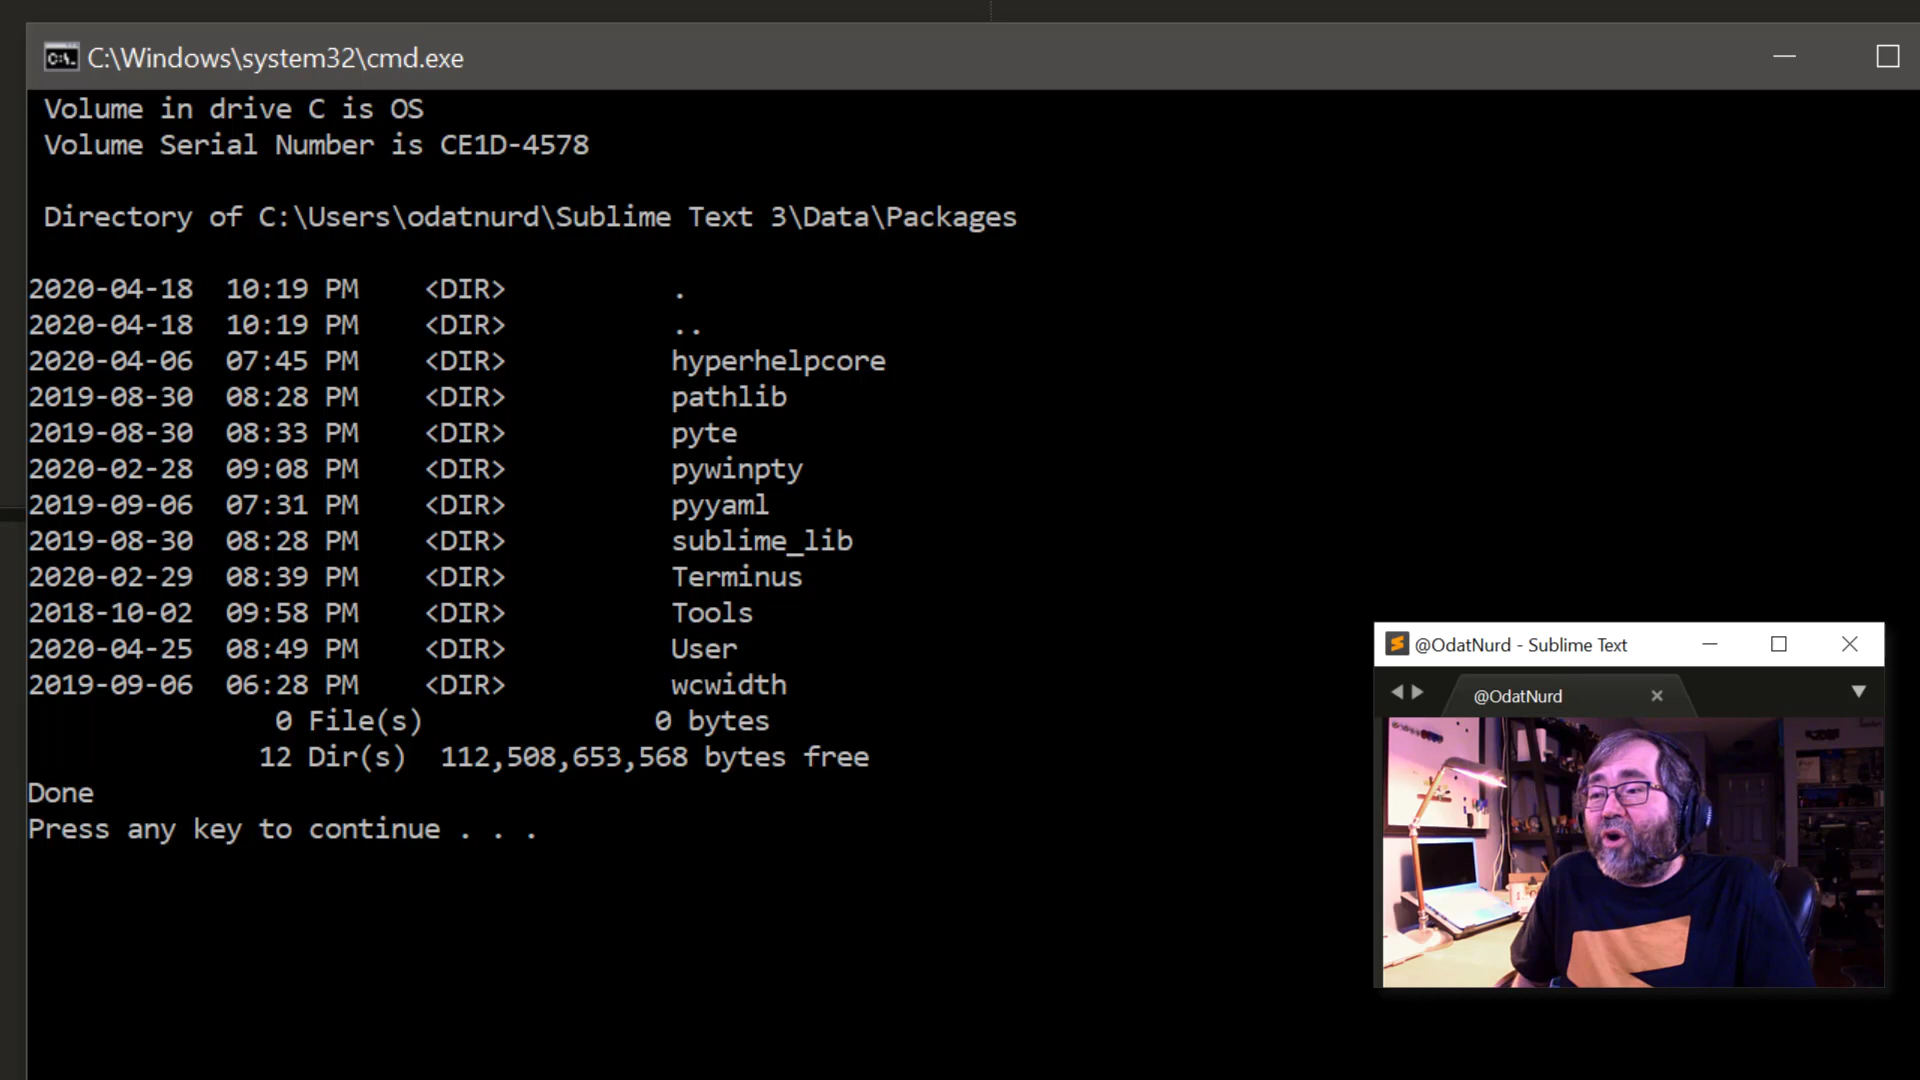 C:\Windows\system32\cmd.exe
Volume in drive C is OS
Volume Serial Number is CE1D-4578
Directory of C:\Users\odatnurd\Sublime Text 3\Data\Packages
2020-04-18  10:19 PM    <DIR>          .
2020-04-18  10:19 PM    <DIR>          ..
2020-04-06  07:45 PM    <DIR>          hyperhelpcore
2019-08-30  08:28 PM    <DIR>          pathlib
2019-08-30  08:33 PM    <DIR>          pyte
2020-02-28  09:08 PM    <DIR>          pywinpty
2019-09-06  07:31 PM    <DIR>          pyyaml
2019-08-30  08:28 PM    <DIR>          sublime_lib
2020-02-29  08:39 PM    <DIR>          Terminus
2018-10-02  09:58 PM    <DIR>          Tools
2020-04-25  08:49 PM    <DIR>          User
2019-09-06  06:28 PM    <DIR>          wcwidth
0 File(s)              0 bytes
12 Dir(s)  112,508,653,568 bytes free
Done
Press any key to continue . . .
@OdatNurd - Sublime Text
@OdatNurd